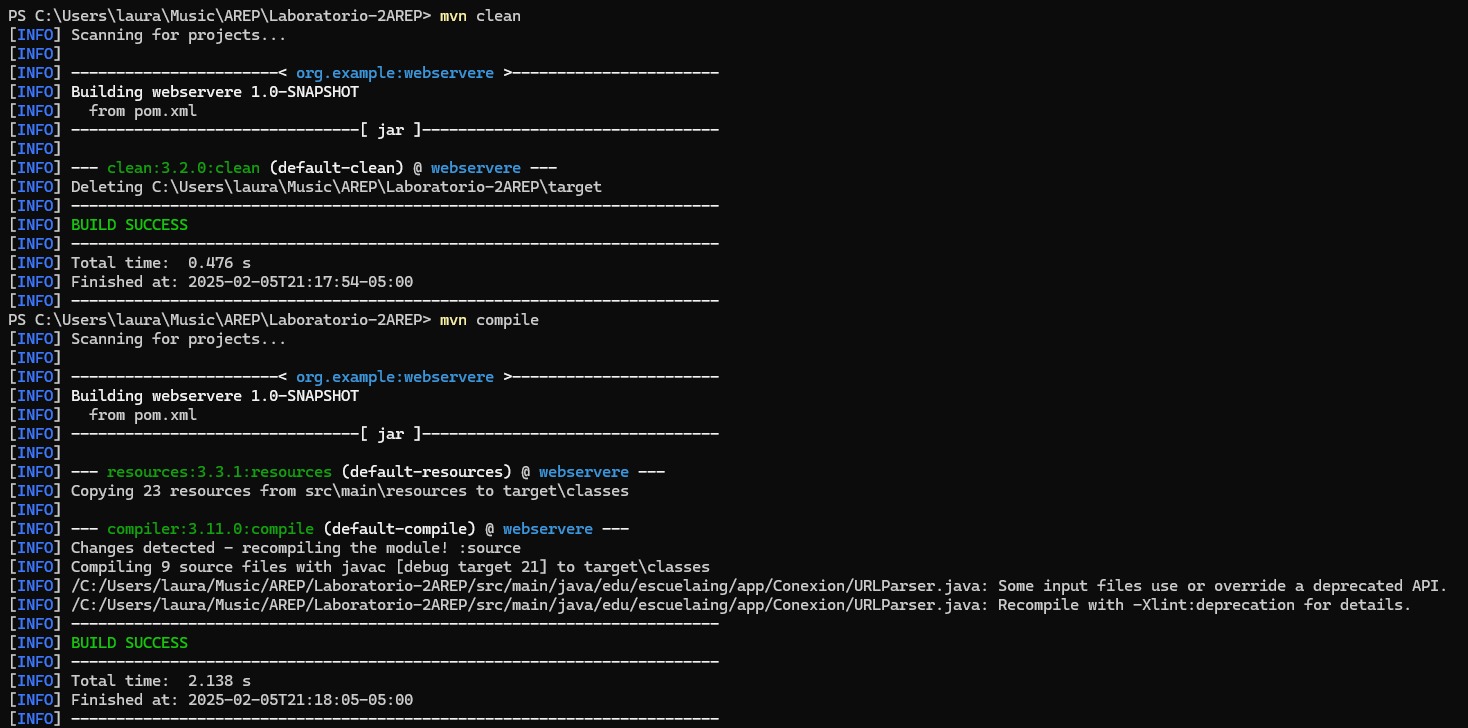 PS C:\Users\laura\Music\AREP\Laboratorio-2AREP> mvn clean
[INFO] Scanning for projects...
[INFO]
[INFO] -----------------------< org.example:webservere >-----------------------
[INFO] Building webservere 1.0-SNAPSHOT
[INFO]   from pom.xml
[INFO] --------------------------------[ jar ]---------------------------------
[INFO]
[INFO] --- clean:3.2.0:clean (default-clean) @ webservere ---
[INFO] Deleting C:\Users\laura\Music\AREP\Laboratorio-2AREP\target
[INFO] ------------------------------------------------------------------------
[INFO] BUILD SUCCESS
[INFO] ------------------------------------------------------------------------
[INFO] Total time:  0.476 s
[INFO] Finished at: 2025-02-05T21:17:54-05:00
[INFO] ------------------------------------------------------------------------
PS C:\Users\laura\Music\AREP\Laboratorio-2AREP> mvn compile
[INFO] Scanning for projects...
[INFO]
[INFO] -----------------------< org.example:webservere >-----------------------
[INFO] Building webservere 1.0-SNAPSHOT
[INFO]   from pom.xml
[INFO] --------------------------------[ jar ]---------------------------------
[INFO]
[INFO] --- resources:3.3.1:resources (default-resources) @ webservere ---
[INFO] Copying 23 resources from src\main\resources to target\classes
[INFO]
[INFO] --- compiler:3.11.0:compile (default-compile) @ webservere ---
[INFO] Changes detected - recompiling the module! :source
[INFO] Compiling 9 source files with javac [debug target 21] to target\classes
[INFO] /C:/Users/laura/Music/AREP/Laboratorio-2AREP/src/main/java/edu/escuelaing/app/Conexion/URLParser.java: Some input files use or override a deprecated API.
[INFO] /C:/Users/laura/Music/AREP/Laboratorio-2AREP/src/main/java/edu/escuelaing/app/Conexion/URLParser.java: Recompile with -Xlint:deprecation for details.
[INFO] ------------------------------------------------------------------------
[INFO] BUILD SUCCESS
[INFO] ------------------------------------------------------------------------
[INFO] Total time:  2.138 s
[INFO] Finished at: 2025-02-05T21:18:05-05:00
[INFO] ------------------------------------------------------------------------